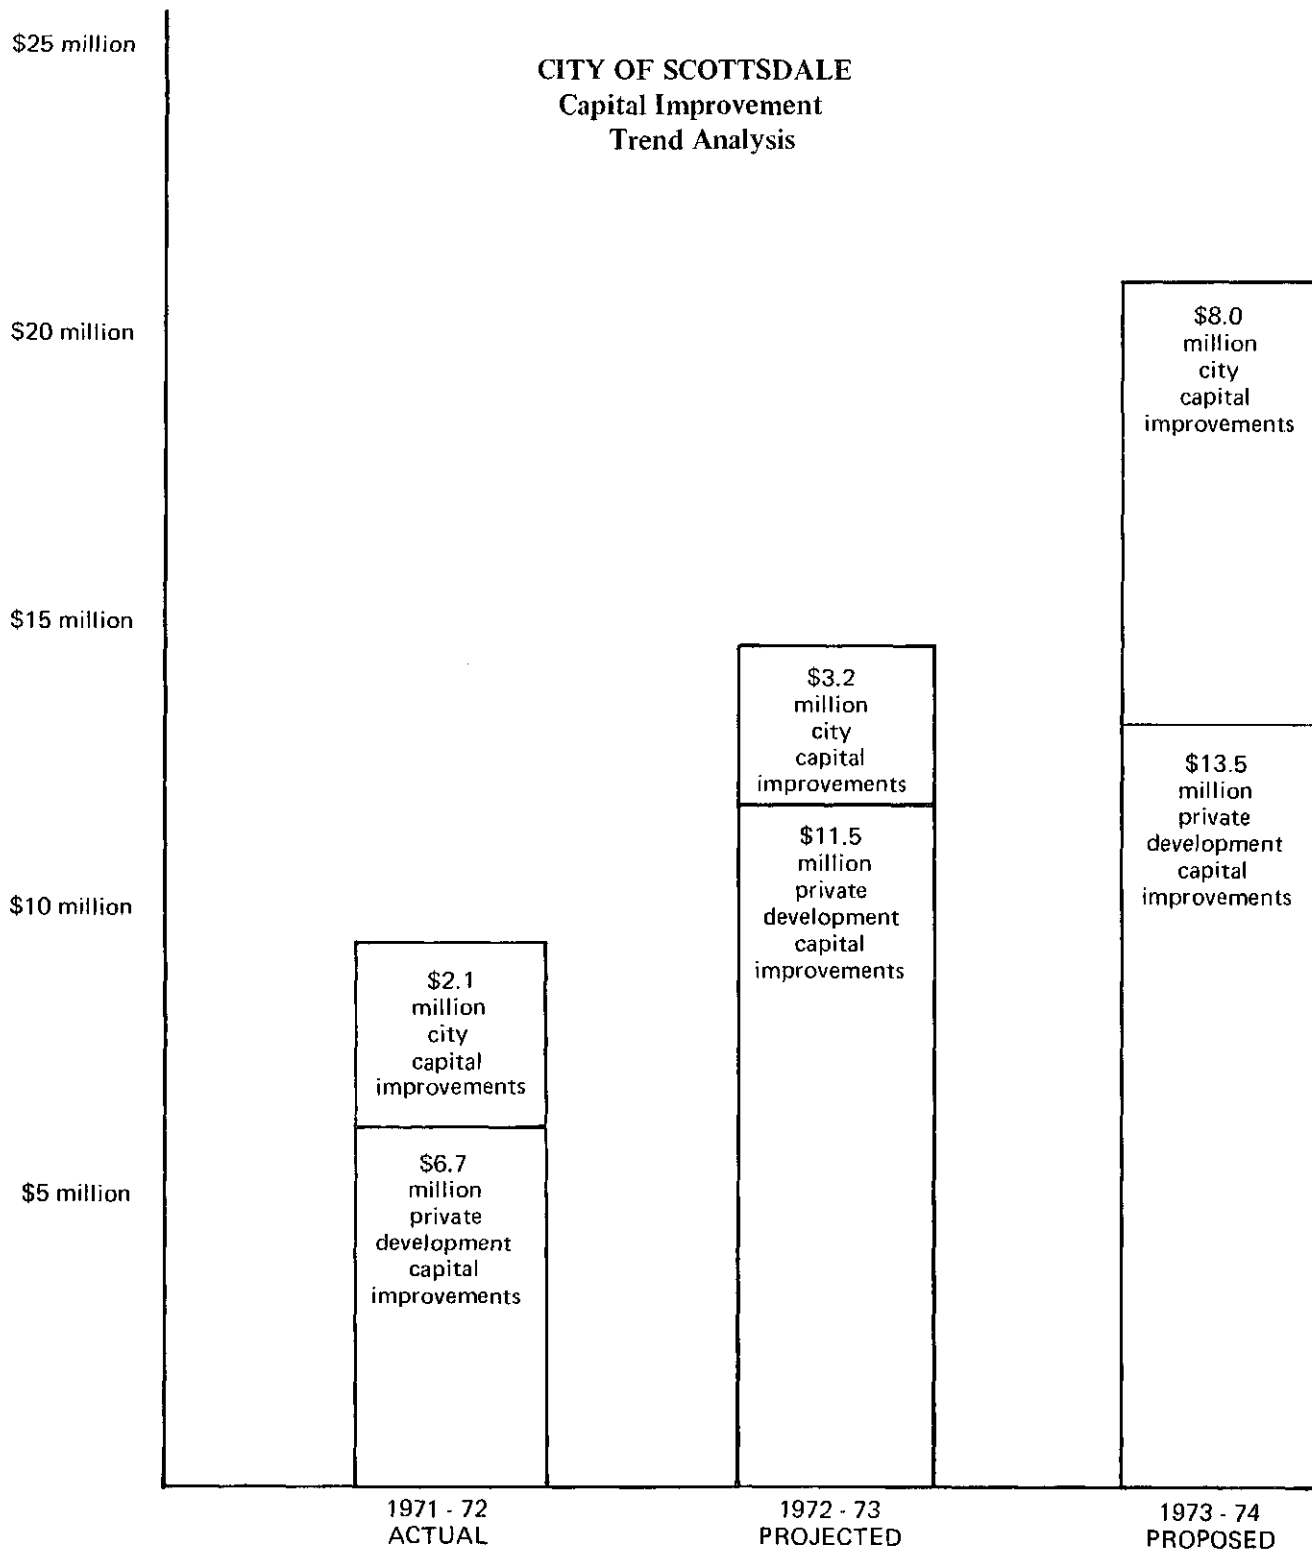 CITY OF SCOTTSDALE
Capital Improvement
Trend Analysis
$25 million
$20 million
$15 million
$10 million
$5 million
$2.1
million
city
capital
improvements
$6.7
million
private
development
capital
improvements
1971 - 72
ACTUAL
$3.2
million
city
capital
improvements
$11.5
million
private
development
capital
improvements
1972 - 73
PROJECTED
$8.0
million
city
capital
improvements
$13.5
million
private
development
capital
improvements
1973 - 74
PROPOSED